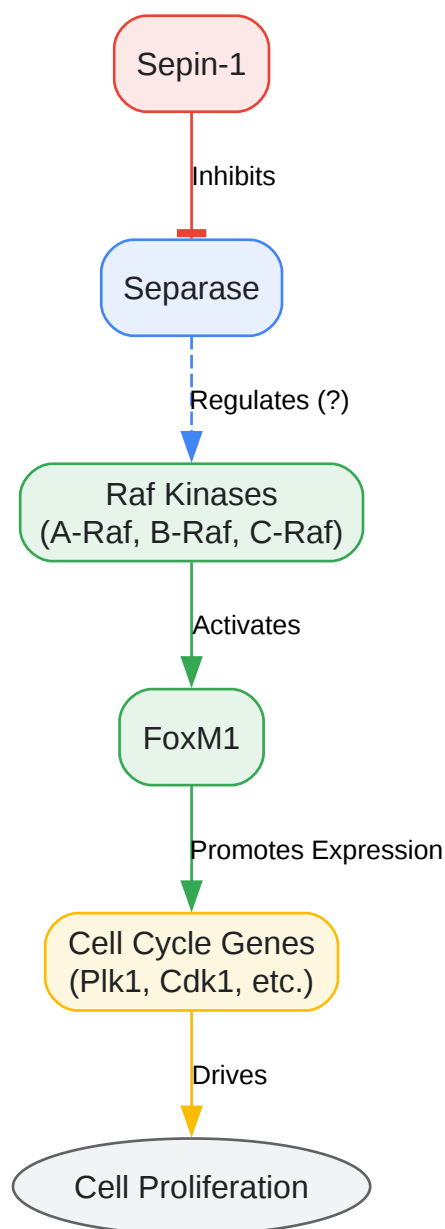 Sepin-1
Inhibits
Separase
Regulates (?)
Raf Kinases
(A-Raf, B-Raf, C-Raf)
Activates
FoxM1
Promotes Expression
Cell Cycle Genes
(Plk1, Cdk1, etc.)
Drives
Cell Proliferation